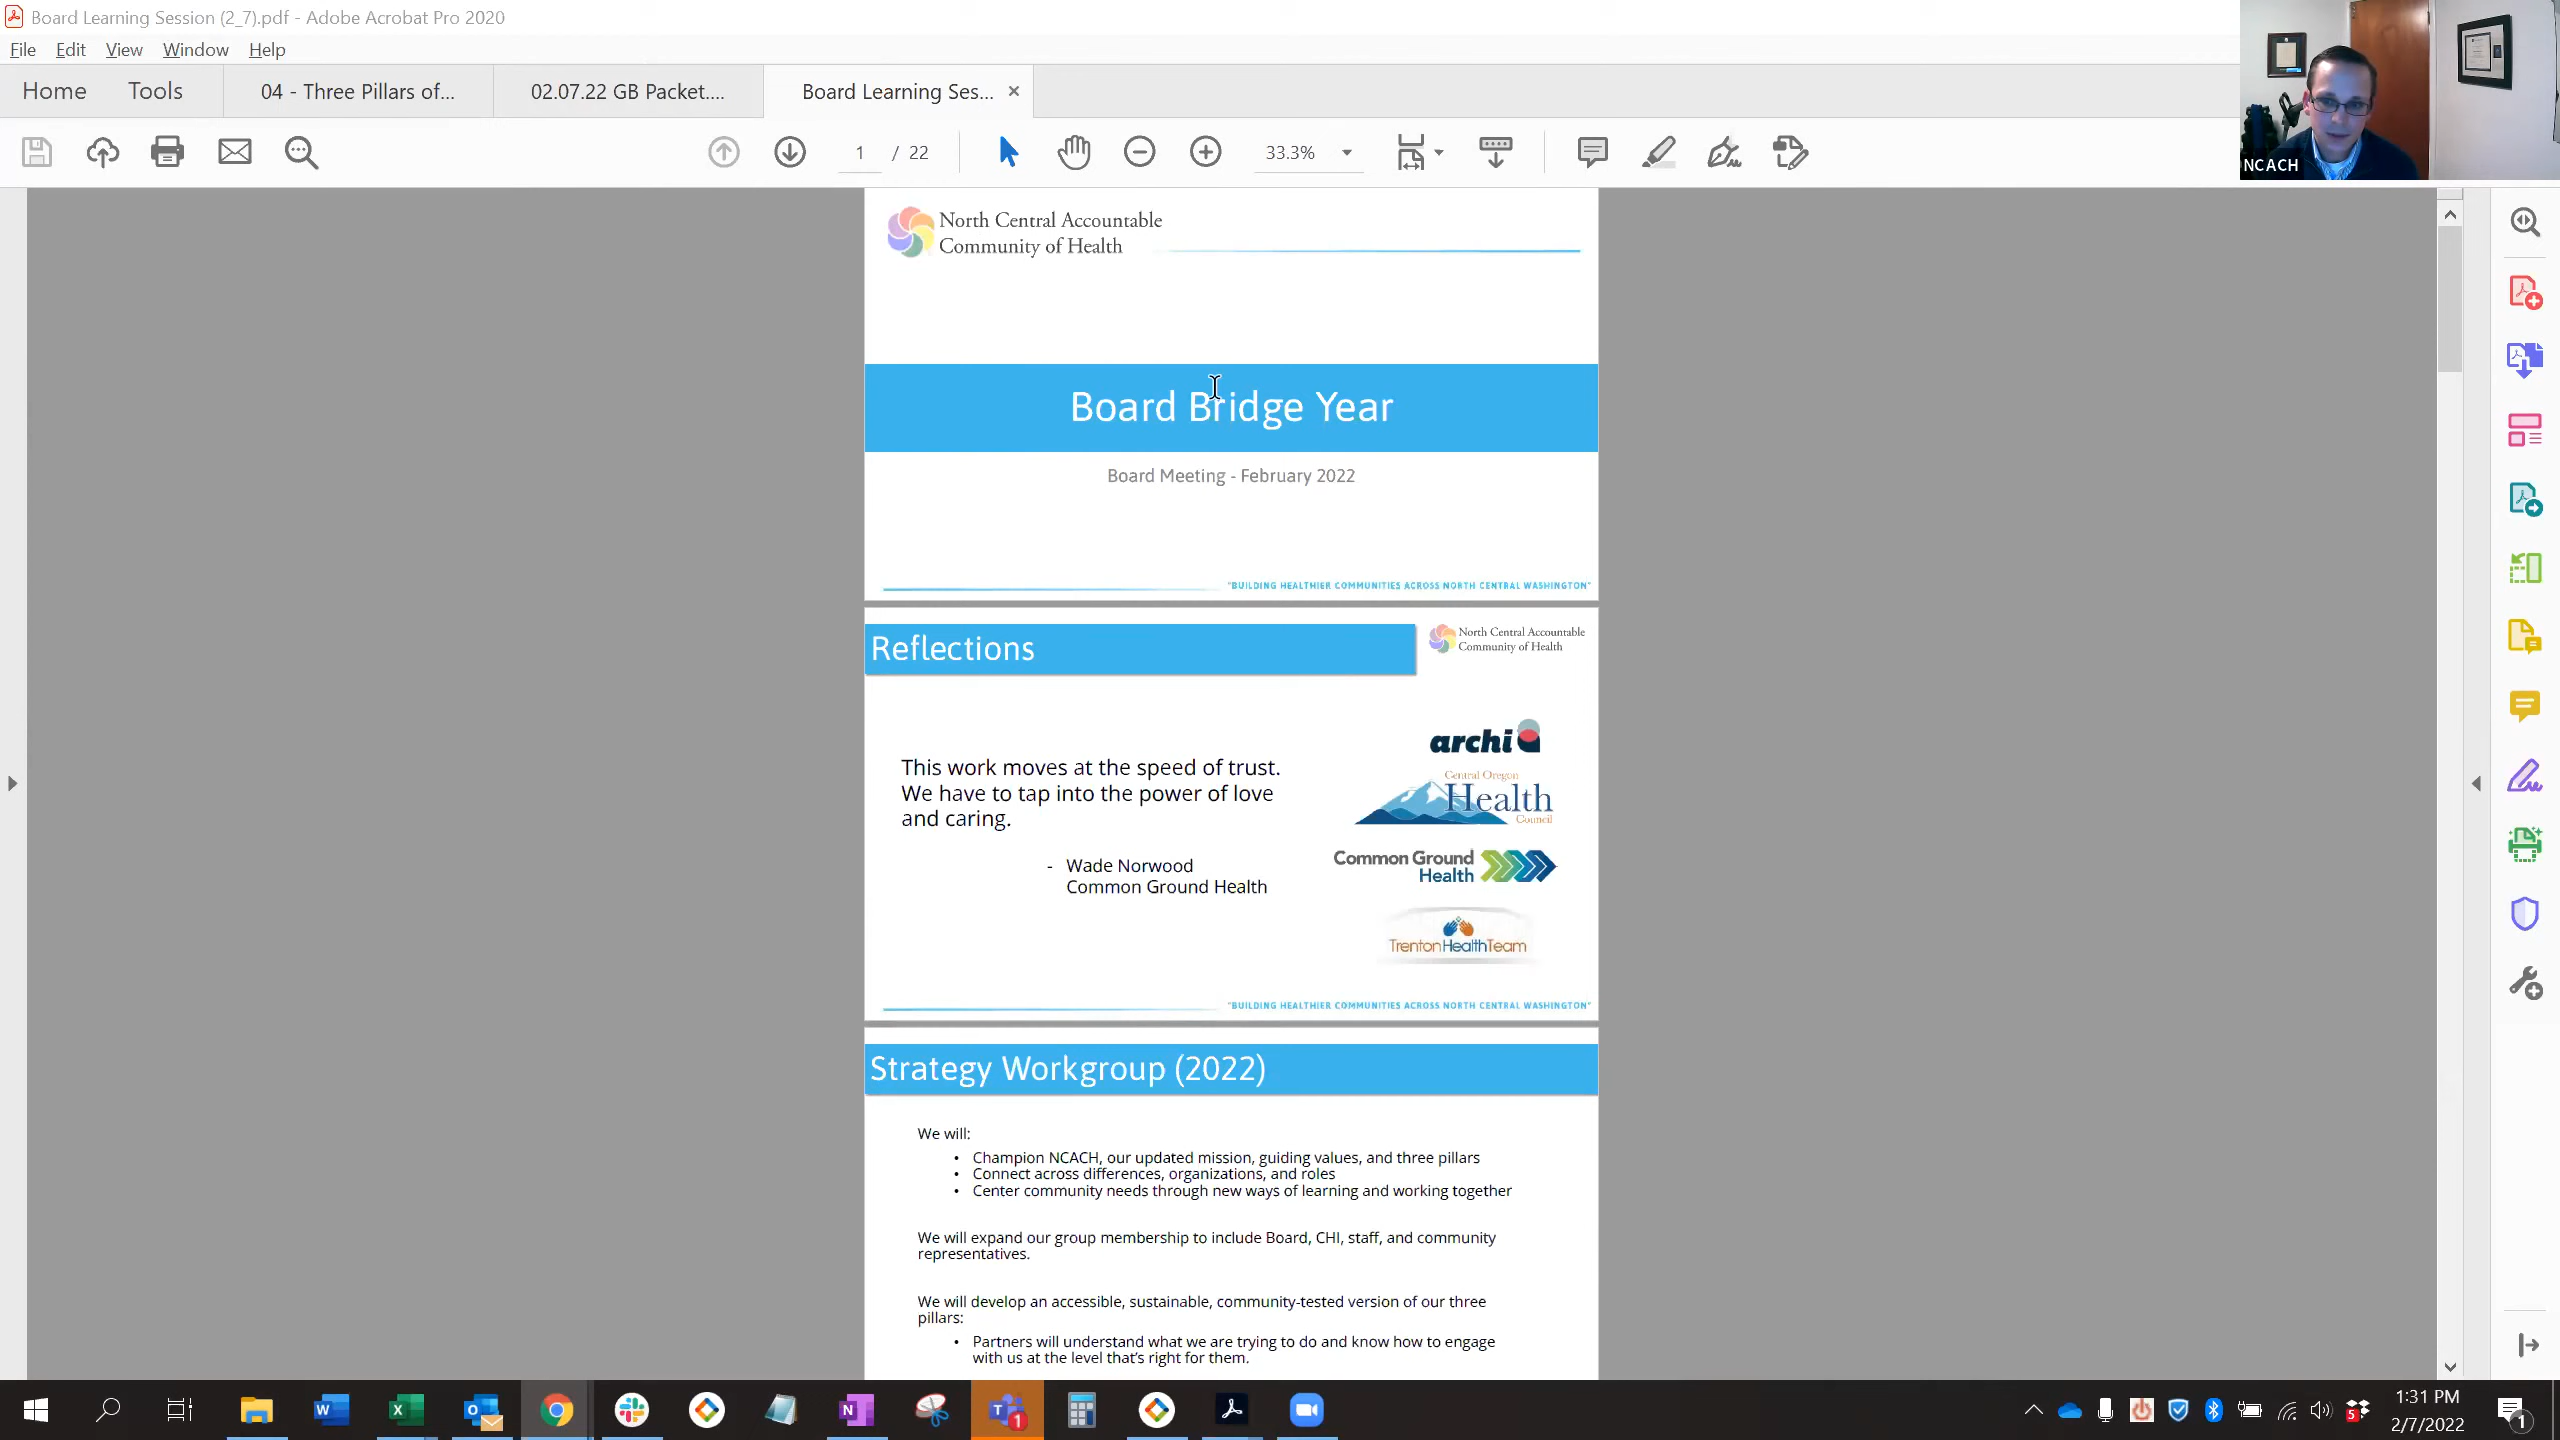 Board Learning Session (2_7).pdf - Adobe Acrobat Pro 2020
File Edit View Window Help
Home Tools 04 - Three Pillars of... 02.07.22 GB Packet.... Board Learning Ses... ×
1 / 22 33.3%
NCACH
North Central Accountable
Community of Health
Board Bridge Year
Board Meeting - February 2022
"BUILDING HEALTHIER COMMUNITIES ACROSS NORTH CENTRAL WASHINGTON"
Reflections
North Central Accountable
Community of Health
This work moves at the speed of trust.
We have to tap into the power of love
and caring.
- Wade Norwood
Common Ground Health
archi
Central Oregon
Health
Council
Common Ground
Health
TrentonHealthTeam
"BUILDING HEALTHIER COMMUNITIES ACROSS NORTH CENTRAL WASHINGTON"
Strategy Workgroup (2022)
We will:
• Champion NCACH, our updated mission, guiding values, and three pillars
• Connect across differences, organizations, and roles
• Center community needs through new ways of learning and working together
We will expand our group membership to include Board, CHI, staff, and community
representatives.
We will develop an accessible, sustainable, community-tested version of our three
pillars:
• Partners will understand what we are trying to do and know how to engage
with us at the level that's right for them.
1:31 PM
2/7/2022